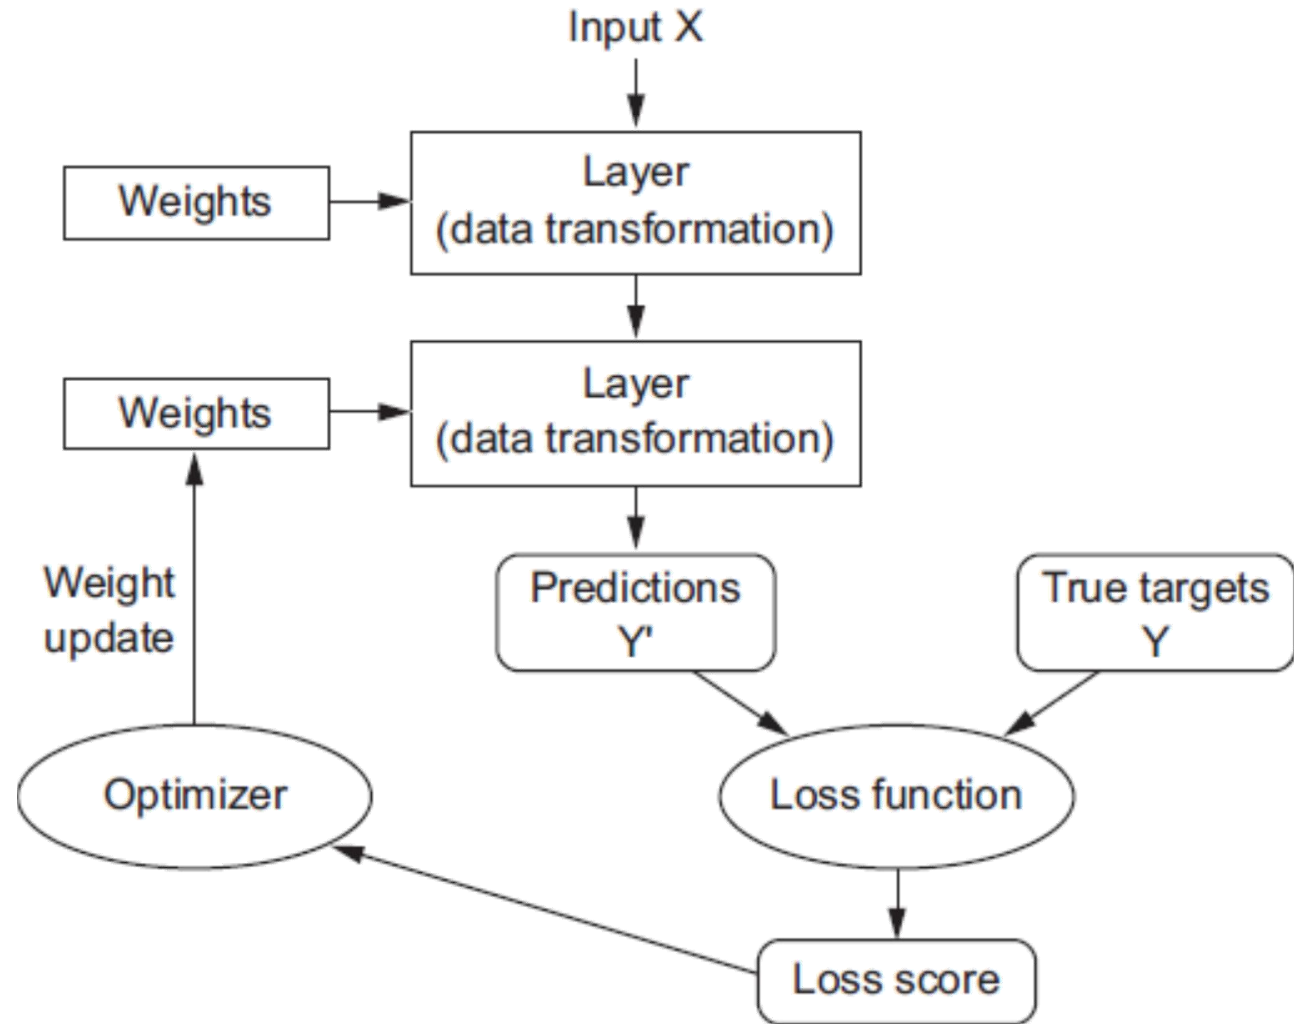 Input X
Weights
Layer
(data transformation)
Weights
Layer
(data transformation)
Weight
update
Predictions
Y'
True targets
Y
Optimizer
Loss function
Loss score